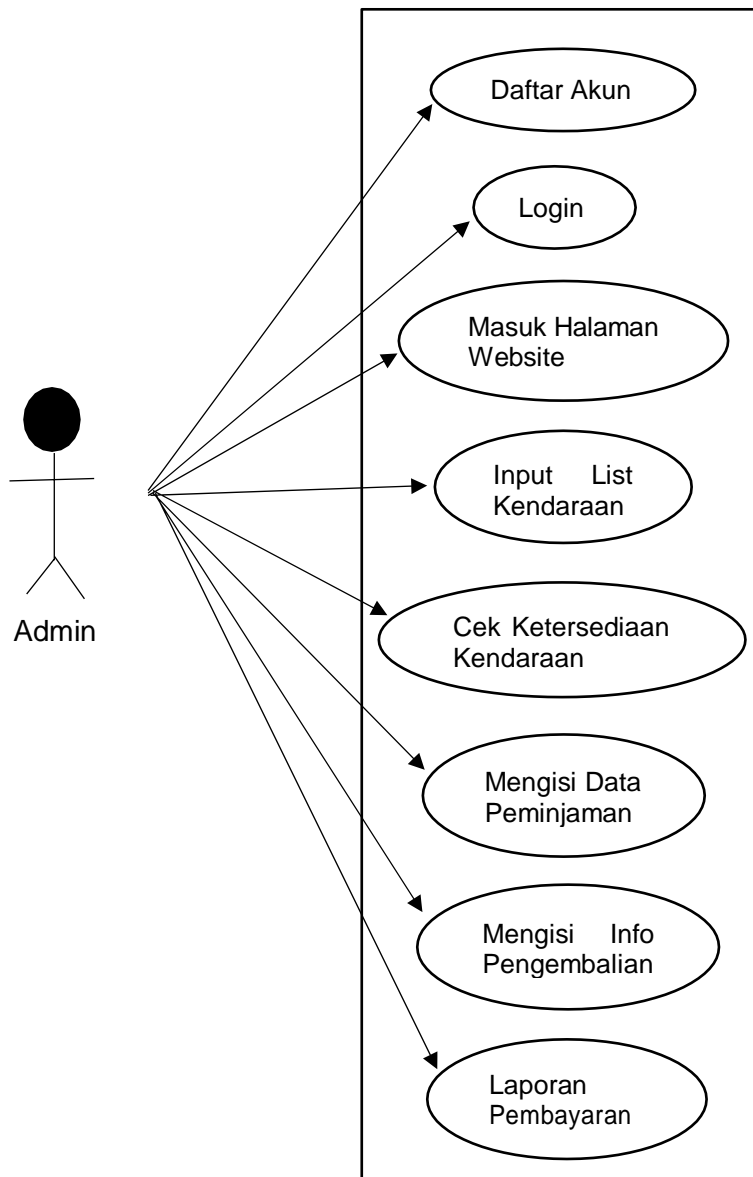 Daftar Akun
Login
Masuk Halaman
Website
Input List
Kendaraan
Cek Ketersediaan
Kendaraan
Mengisi Data
Peminjaman
Mengisi Info
Pengembalian
Laporan
Pembayaran
Admin